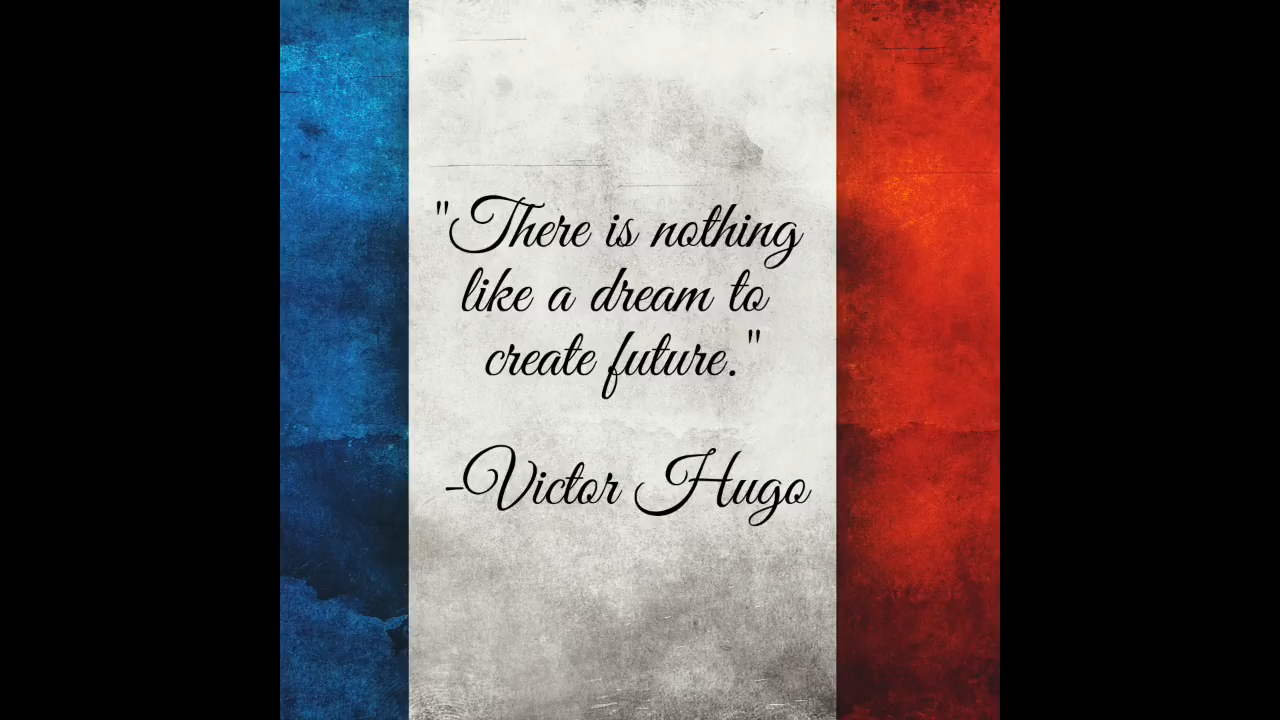 "There is nothing
like a dream to
create future."
-Victor Hugo